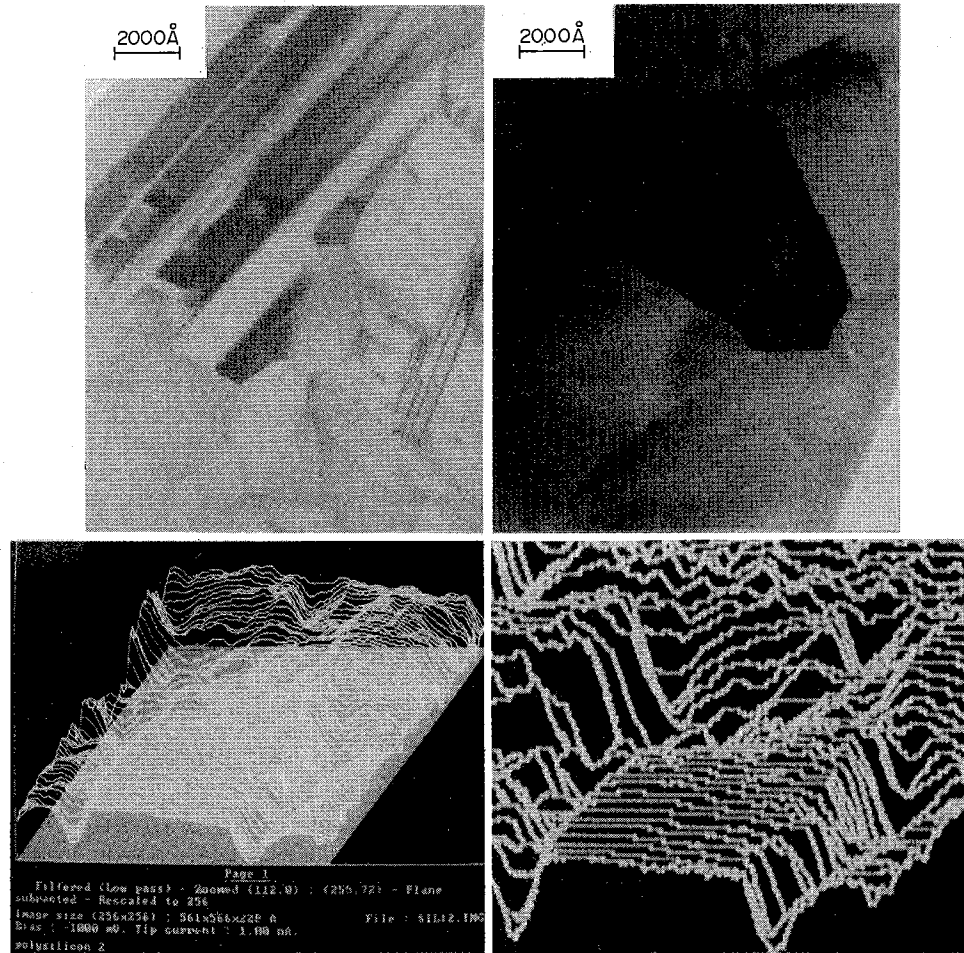 2000Å
2000Å
Page 1
Filtered (Low pass) - Zoomed (112.0) : (255.72) - Plane
subtracted - Rescaled to 256
Image size (256x256) : 561x566x229 A File : SIL12.IMG
Bias : -1000 mV. Tip current : 1.00 nA.
polysilicon 2